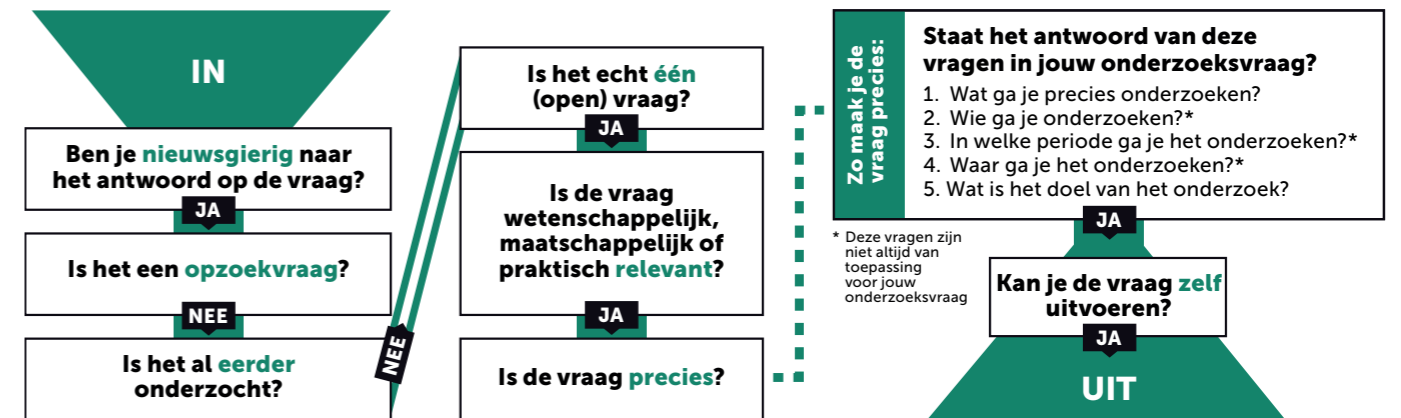 IN
Ben je nieuwsgierig naar
het antwoord op de vraag?
JA
Is het een opzoekvraag?
NEE
Is het al eerder
onderzocht?
NEE
Is het echt één
(open) vraag?
JA
Is de vraag
wetenschappelijk,
maatschappelijk of
praktisch relevant?
JA
Is de vraag precies?
Zo maak je de
vraag precies:
Staat het antwoord van deze
vragen in jouw onderzoeksvraag?
1. Wat ga je precies onderzoeken?
2. Wie ga je onderzoeken?*
3. In welke periode ga je het onderzoeken?*
4. Waar ga je het onderzoeken?*
5. Wat is het doel van het onderzoek?
JA
* Deze vragen zijn
niet altijd van
toepassing
voor jouw
onderzoeksvraag
Kan je de vraag zelf
uitvoeren?
JA
UIT